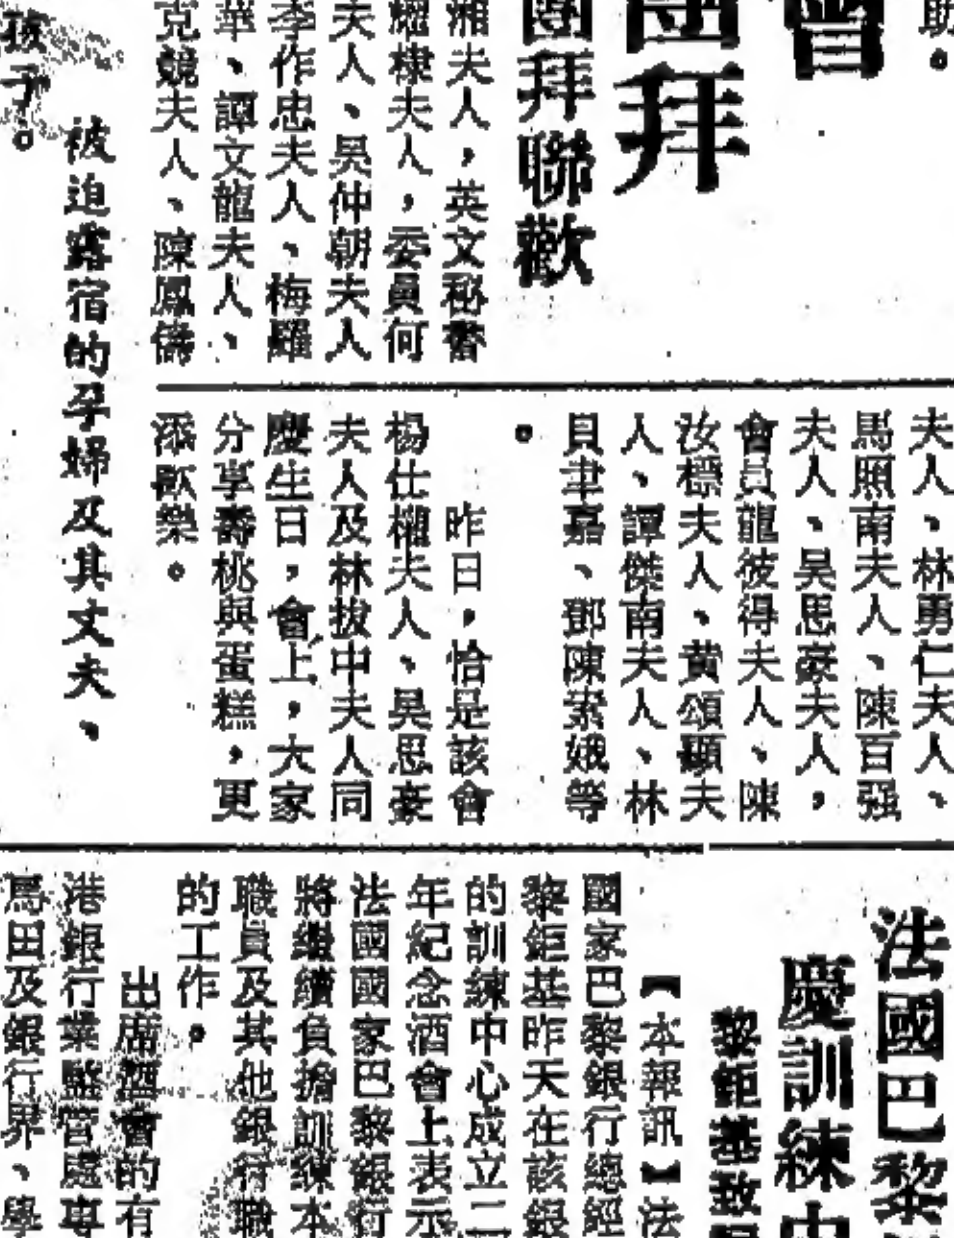 助。
會
團拜
團拜聯歡
湘夫人，英文秘書
耀棣夫人，委員何
夫人、吳仲朝夫人
李作忠夫人、梅羅
華、譚文龍夫人、
克競夫人、陳鳳儔
夫人、林勇仁夫人、
馬照南夫人、陳百强
夫人、吳思豪夫人，
會員龍彼得夫人、陳
汝標夫人、黃頌顯夫
人、譚傑南夫人、林
貝聿嘉、鄧陳素娥等
。
昨日，恰是該會
楊仕楹夫人、吳思豪
夫人及林拔中夫人同
慶生日，會上，大家
分享壽桃與蛋糕，更
添歡樂。
被迫露宿的孕婦及其丈夫、
孩子。
法國巴黎
慶訓練中
黎鉅基致
【本報訊】法
國家巴黎銀行總經
黎鉅基昨天在該銀
的訓練中心成立二
年紀念酒會上表示
法國國家巴黎銀行
將繼續負擔訓練本
職員及其他銀行職
的工作。
出席酒會的有
港銀行業監管處專
馬田及銀行界、學